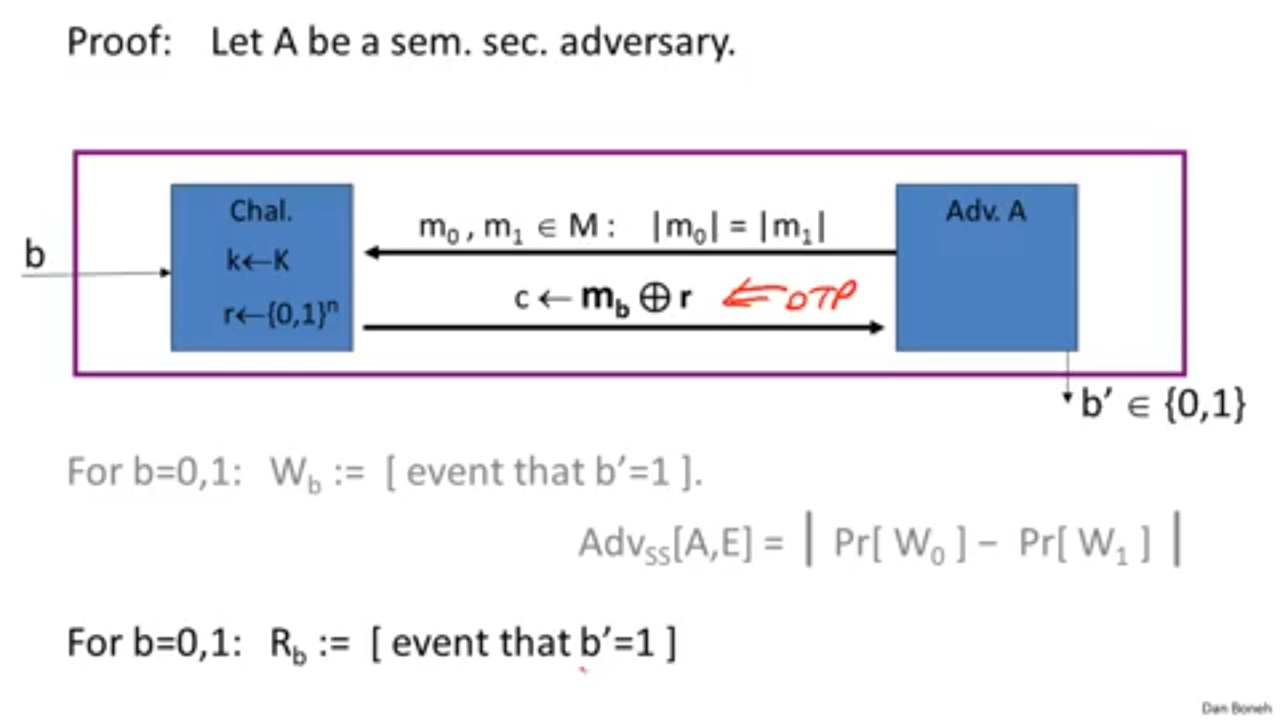 Proof: Let A be a sem. sec. adversary.
Chal.
Adv. A
m₀ , m₁ ∈ M : |m₀| = |m₁|
b
k←K
c ← m_b ⊕ r ⇐ OTP
r←{0,1}ⁿ
b′ ∈ {0,1}
For b=0,1: W_b := [ event that b′=1 ].
Adv_SS[A,E] = | Pr[ W₀ ] − Pr[ W₁ ] |
For b=0,1: R_b := [ event that b′=1 ]
Dan Boneh